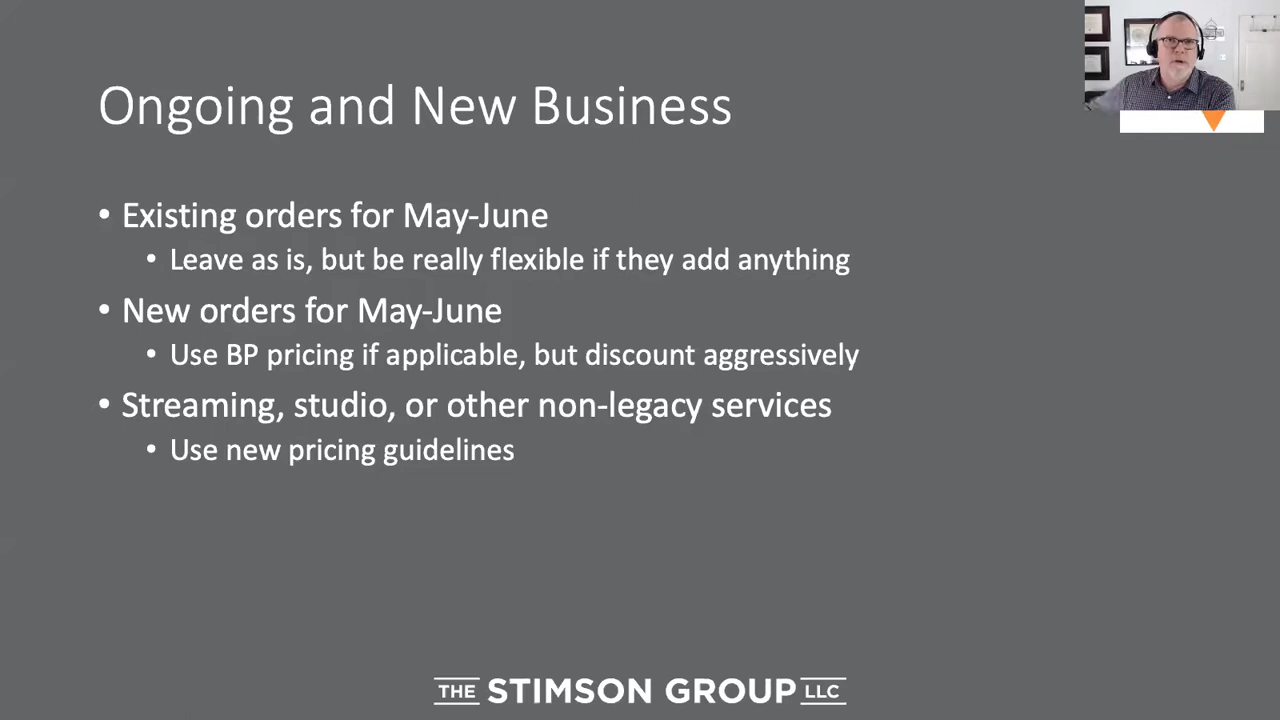 Ongoing and New Business
• Existing orders for May-June
• Leave as is, but be really flexible if they add anything
• New orders for May-June
• Use BP pricing if applicable, but discount aggressively
• Streaming, studio, or other non-legacy services
• Use new pricing guidelines
THE STIMSON GROUP LLC